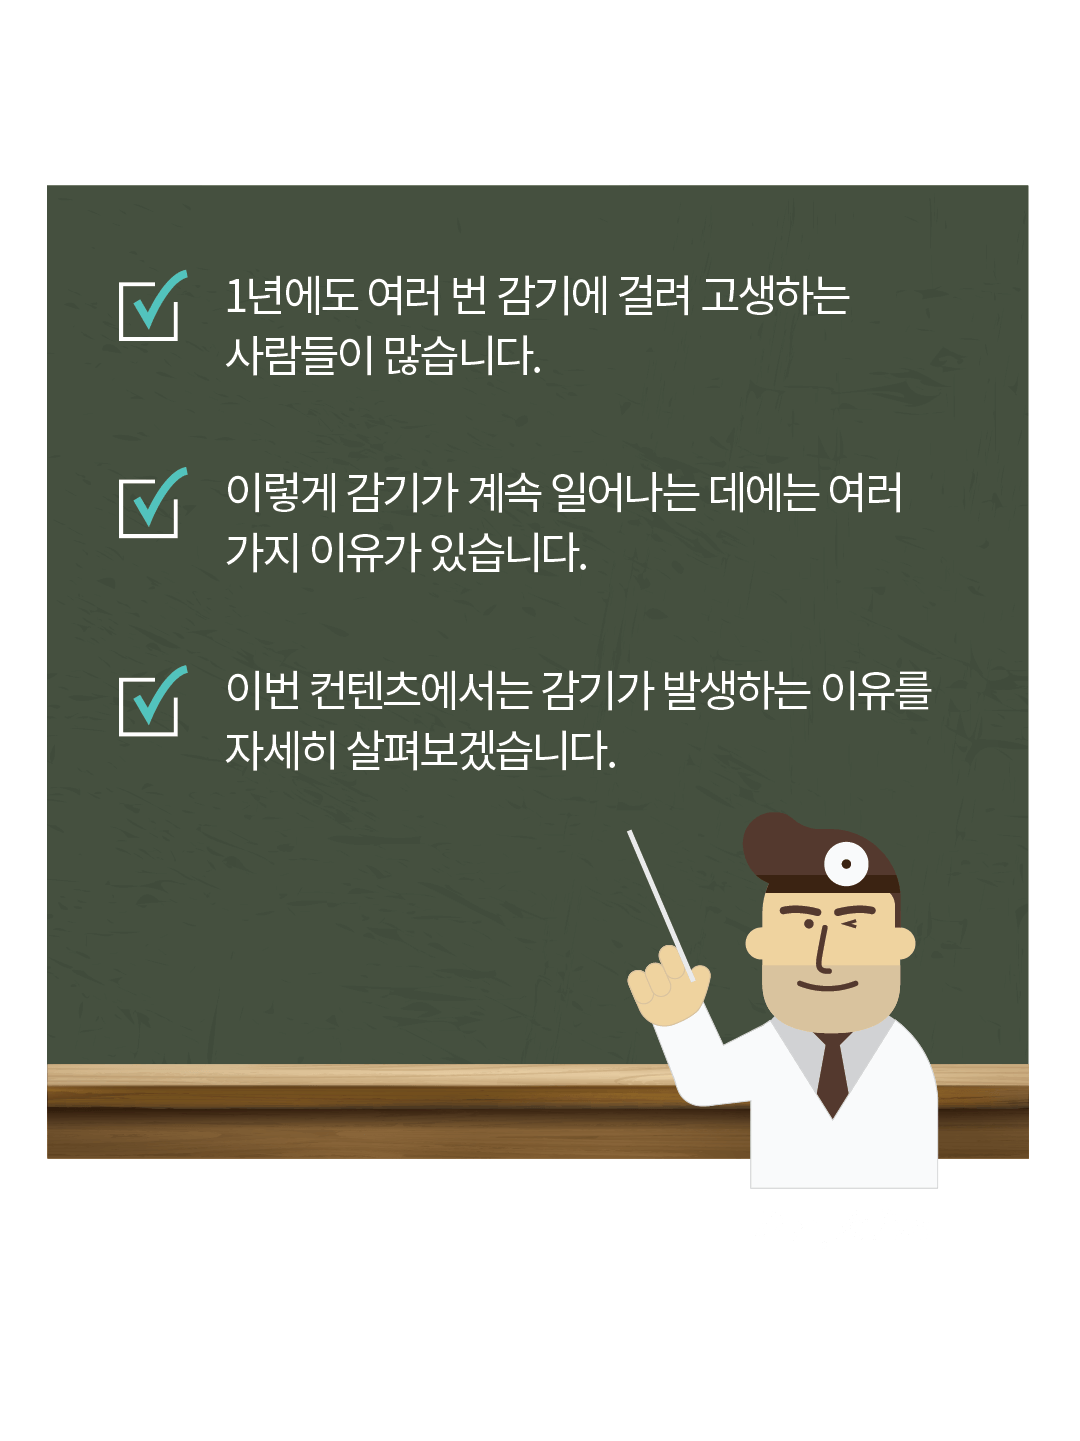 1년에도 여러 번 감기에 걸려 고생하는
사람들이 많습니다.
이렇게 감기가 계속 일어나는 데에는 여러
가지 이유가 있습니다.
이번 컨텐츠에서는 감기가 발생하는 이유를
자세히 살펴보겠습니다.